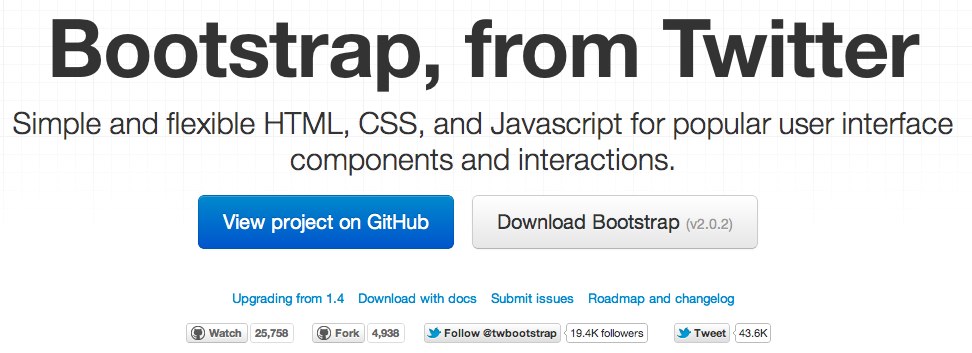 Bootstrap, from Twitter
Simple and flexible HTML, CSS, and Javascript for popular user interface
components and interactions.
View project on GitHub Download Bootstrap (v2.0.2)
Upgrading from 1.4 Download with docs Submit issues Roadmap and changelog
Watch 25,758 Fork 4,938 Follow @twbootstrap 19.4K followers Tweet 43.6K